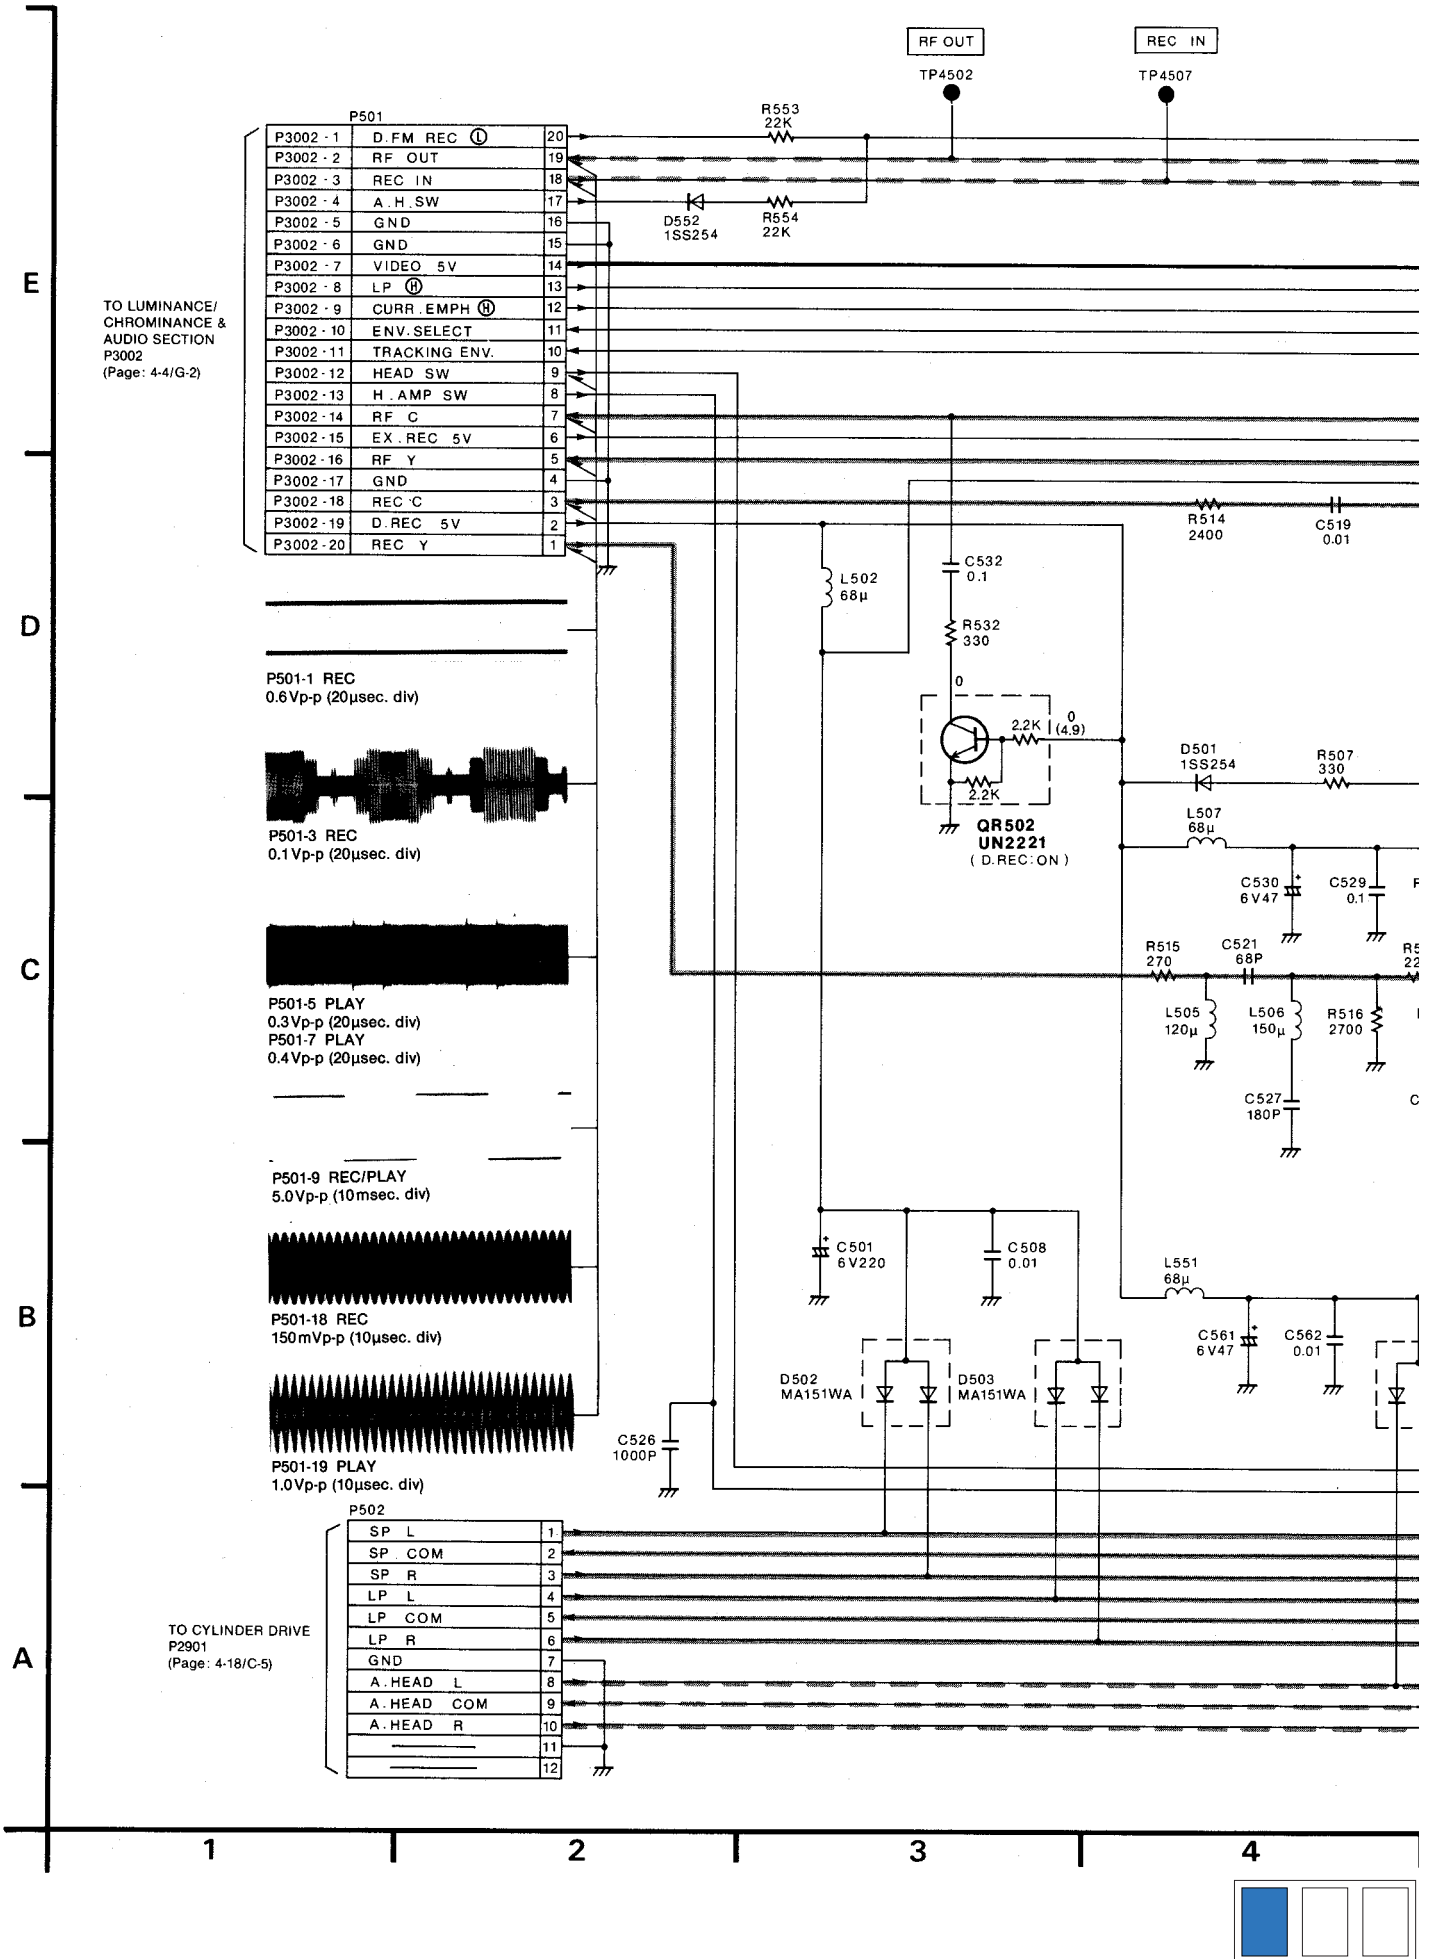 RF OUT
REC IN
TP4502
TP4507
R553
22K
P501
P3002 - 1 D.FM REC Ⓛ 20
P3002 - 2 RF OUT 19
P3002 - 3 REC IN 18
P3002 - 4 A.H.SW 17
P3002 - 5 GND 16
P3002 - 6 GND 15
P3002 - 7 VIDEO 5V 14
P3002 - 8 LP Ⓗ 13
P3002 - 9 CURR.EMPH Ⓗ 12
P3002 - 10 ENV.SELECT 11
P3002 - 11 TRACKING ENV. 10
P3002 - 12 HEAD SW 9
P3002 - 13 H.AMP SW 8
P3002 - 14 RF C 7
P3002 - 15 EX.REC 5V 6
P3002 - 16 RF Y 5
P3002 - 17 GND 4
P3002 - 18 REC C 3
P3002 - 19 D.REC 5V 2
P3002 - 20 REC Y 1
D552
1SS254
R554
22K
E
TO LUMINANCE/
CHROMINANCE &
AUDIO SECTION
P3002
(Page: 4-4/G-2)
R514
2400
C519
0.01
C532
0.1
L502
68µ
R532
330
D
P501-1 REC
0.6Vp-p (20µsec. div)
0
2.2K
0
(4.9)
2.2K
D501
1SS254
R507
330
QR502
UN2221
( D.REC:ON )
L507
68µ
P501-3 REC
0.1Vp-p (20µsec. div)
C530
6V47
C529
0.1
C
R515
270
C521
68P
P501-5 PLAY
0.3Vp-p (20µsec. div)
P501-7 PLAY
0.4Vp-p (20µsec. div)
L505
120µ
L506
150µ
R516
2700
C527
180P
P501-9 REC/PLAY
5.0Vp-p (10msec. div)
C501
6V220
C508
0.01
L551
68µ
B
P501-18 REC
150mVp-p (10µsec. div)
C561
6V47
C562
0.01
D502
MA151WA
D503
MA151WA
C526
1000P
P501-19 PLAY
1.0Vp-p (10µsec. div)
P502
SP L 1
SP COM 2
SP R 3
LP L 4
LP COM 5
LP R 6
GND 7
A.HEAD L 8
A.HEAD COM 9
A.HEAD R 10
11
12
A
TO CYLINDER DRIVE
P2901
(Page: 4-18/C-5)
1 2 3 4